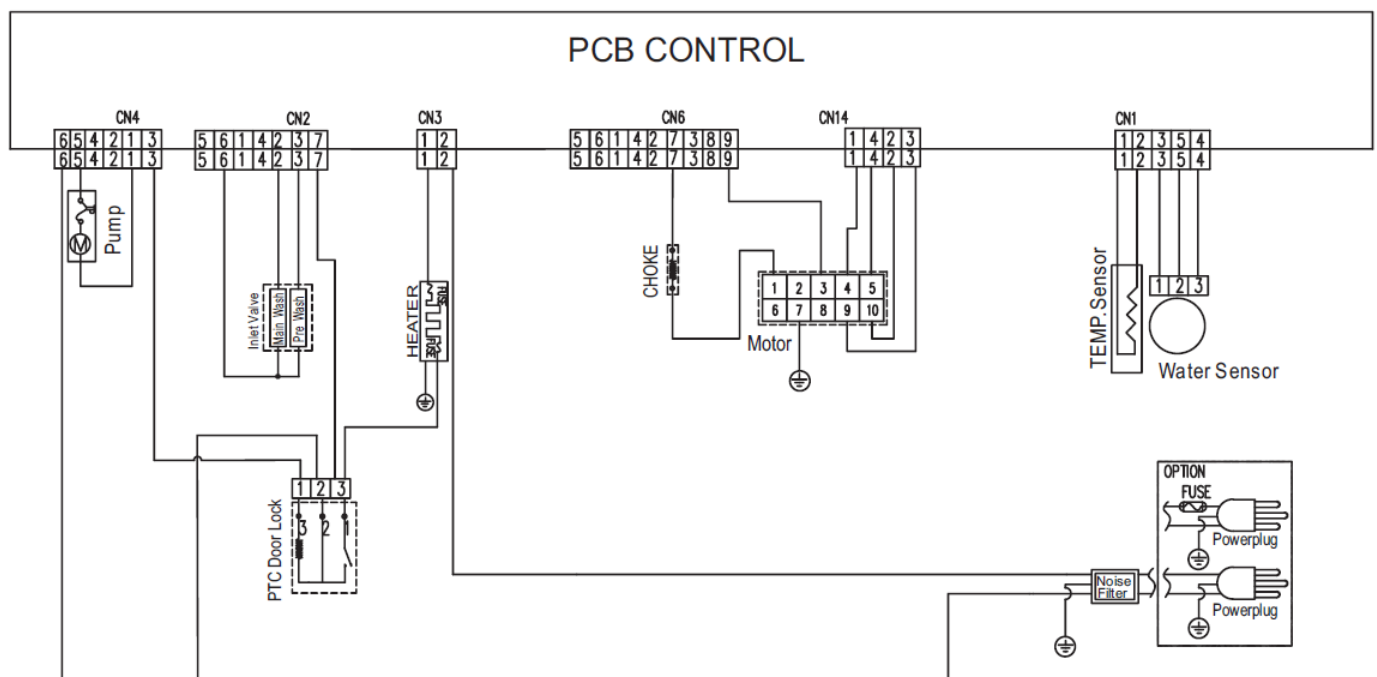 PCB CONTROL
CN4
CN2
CN3
CN6
CN14
CN1
6 5 4 2 1 3
6 5 4 2 1 3
5 6 1 4 2 3 7
5 6 1 4 2 3 7
1 2
1 2
5 6 1 4 2 7 3 8 9
5 6 1 4 2 7 3 8 9
1 4 2 3
1 4 2 3
1 2 3 5 4
1 2 3 5 4
M
Pump
Inlet Valve
Main Wash
Pre Wash
HEATER
FUSE
FUSE
CHOKE
1 2 3 4 5
6 7 8 9 10
Motor
TEMP. Sensor
1 2 3
Water Sensor
1 2 3
3 2 1
PTC Door Lock
OPTION
FUSE
Powerplug
Noise
Filter
Powerplug